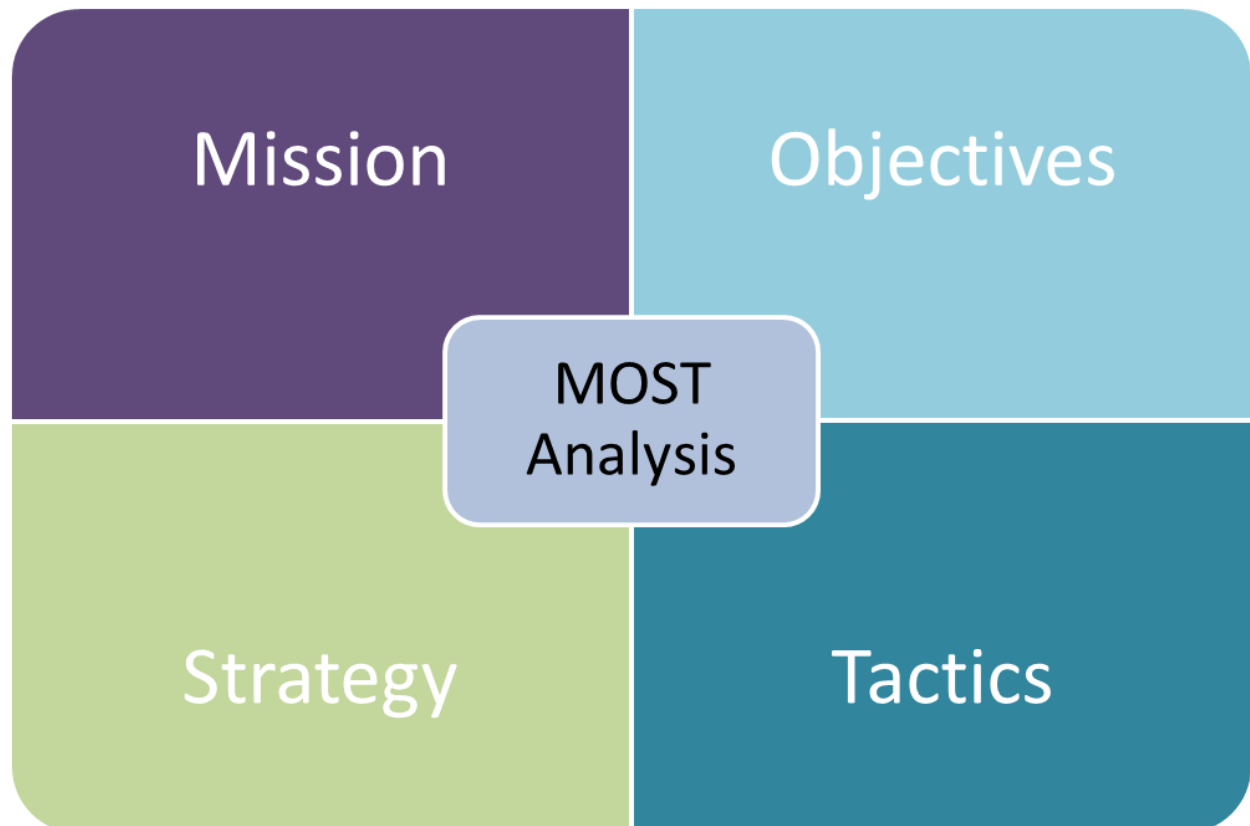 Mission
Objectives
MOST
Analysis
Strategy
Tactics